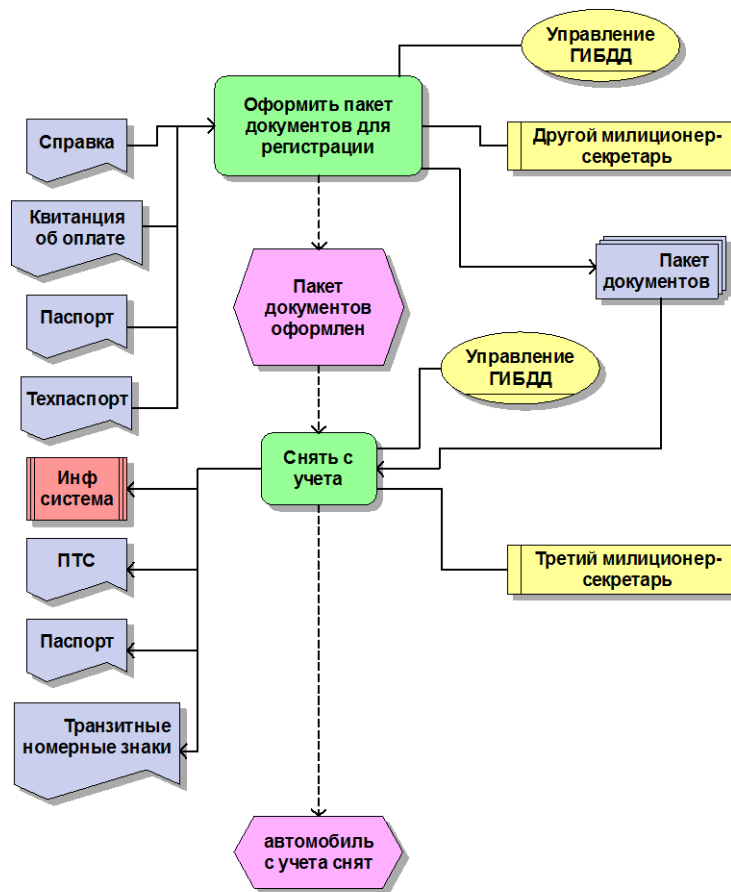 Управление
ГИБДД
Оформить пакет
документов для
регистрации
Справка
Другой милиционер-
секретарь
Квитанция
об оплате
Пакет
документов
Пакет
документов
оформлен
Паспорт
Управление
ГИБДД
Техпаспорт
Снять с
учета
Инф
система
ПТС
Третий милиционер-
секретарь
Паспорт
Транзитные
номерные знаки
автомобиль
с учета снят